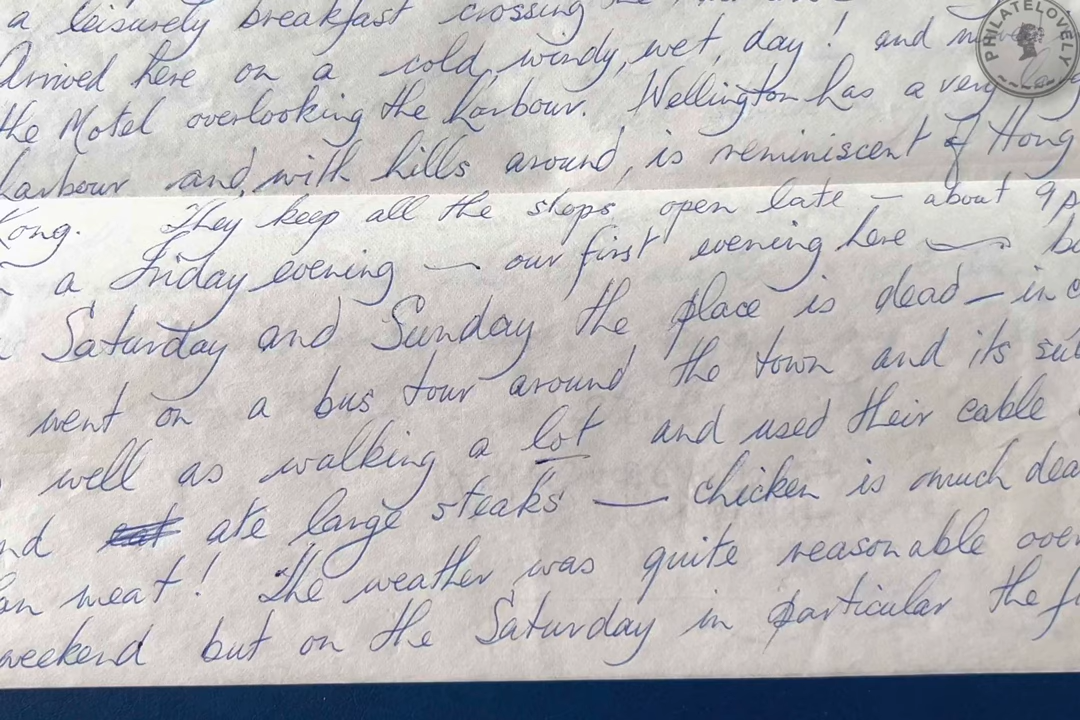 a leisurely breakfast crossing the
Arrived here on a cold, windy, wet, day! and
the Motel overlooking the harbour. Wellington has a very
harbour and, with hills around, is reminiscent of Hong
Kong. They keep all the shops open late — about 9p
a Friday evening — our first evening here — b
Saturday and Sunday the place is dead — in
went on a bus tour around the town and its su
well as walking a lot and used their cable
nd eat ate large steaks — chicken is much dea
an meat! The weather was quite reasonable over
weekend but on the Saturday in particular the f
PHILATELOVELY